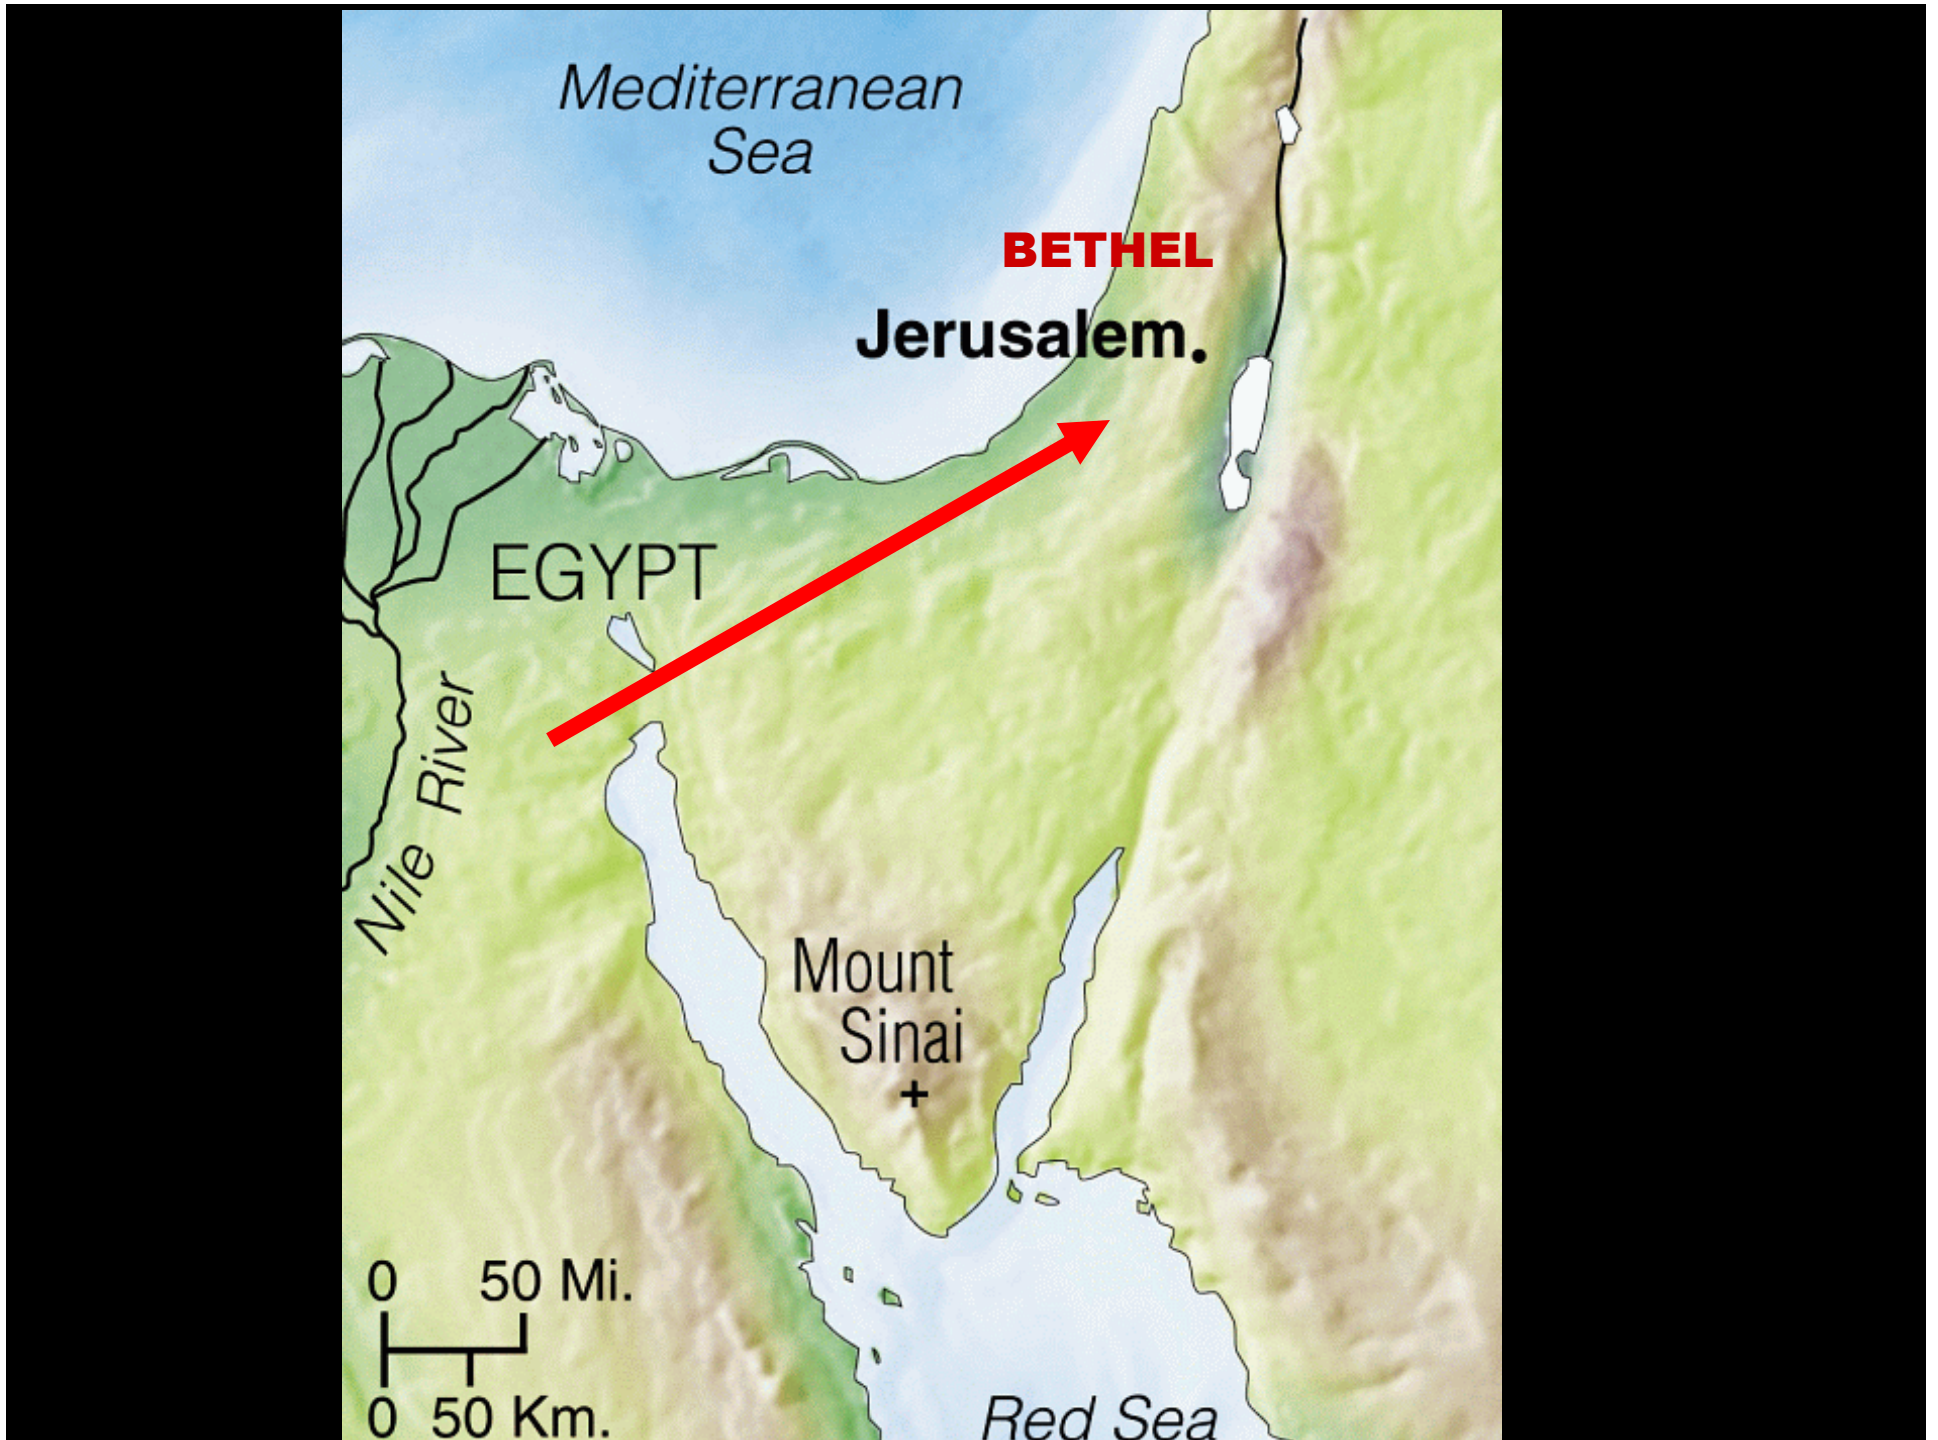 Mediterranean
Sea
BETHEL
Jerusalem.
EGYPT
Nile River
Mount
Sinai
+
0 50 Mi.
0 50 Km.
Red Sea